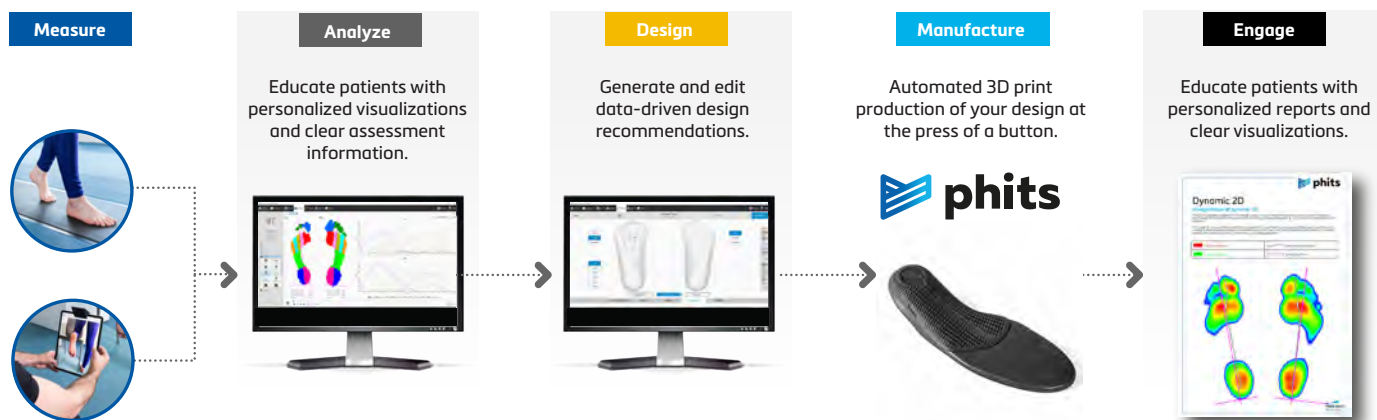 Measure
Analyze
Educate patients with
personalized visualizations
and clear assessment
information.
Design
Generate and edit
data-driven design
recommendations.
Manufacture
Automated 3D print
production of your design at
the press of a button.
phits
Engage
Educate patients with
personalized reports and
clear visualizations.
phits
Dynamic 2D